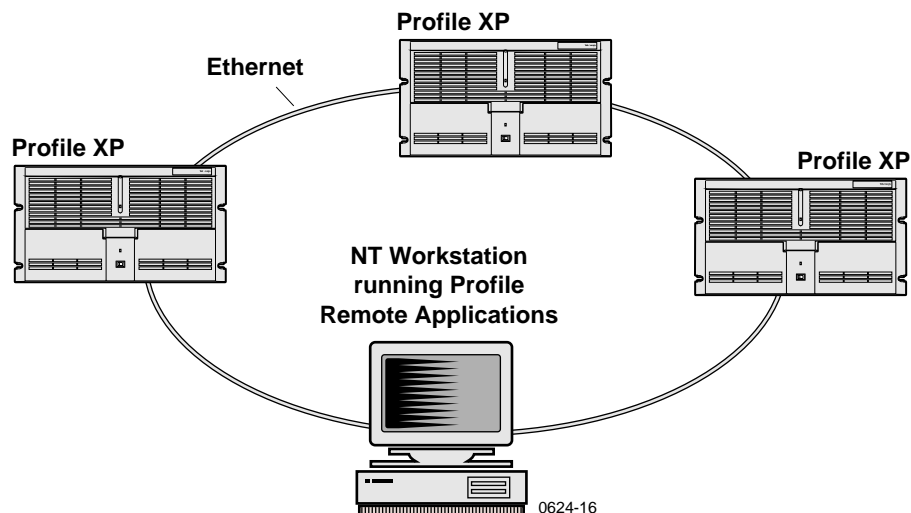 Profile XP
Ethernet
Profile XP
Profile XP
NT Workstation
running Profile
Remote Applications
0624-16